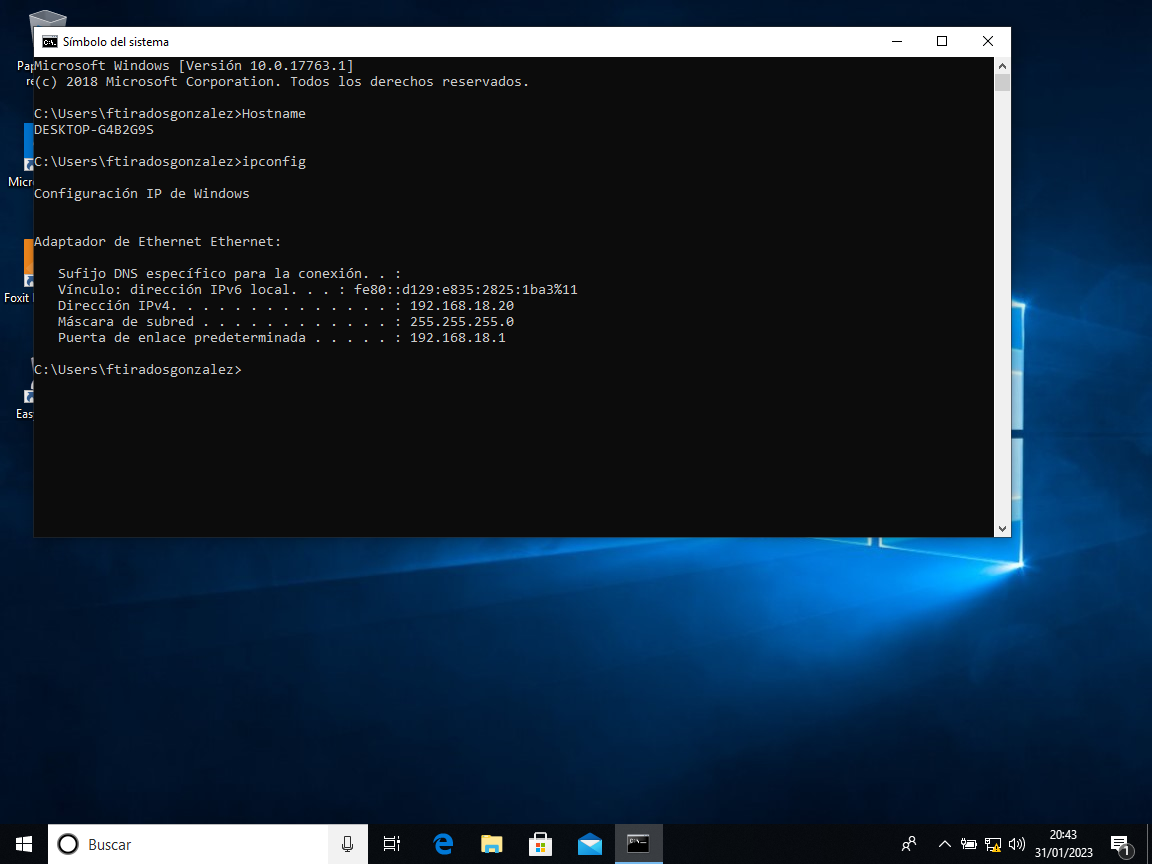 Símbolo del sistema
Microsoft Windows [Versión 10.0.17763.1]
(c) 2018 Microsoft Corporation. Todos los derechos reservados.
C:\Users\ftiradosgonzalez>Hostname
DESKTOP-G4B2G9S
C:\Users\ftiradosgonzalez>ipconfig
Configuración IP de Windows
Adaptador de Ethernet Ethernet:
Sufijo DNS específico para la conexión. . :
Vínculo: dirección IPv6 local. . . : fe80::d129:e835:2825:1ba3%11
Dirección IPv4. . . . . . . . . . . . . . : 192.168.18.20
Máscara de subred . . . . . . . . . . . . : 255.255.255.0
Puerta de enlace predeterminada . . . . . : 192.168.18.1
C:\Users\ftiradosgonzalez>
Foxit
Buscar
20:43
31/01/2023
1